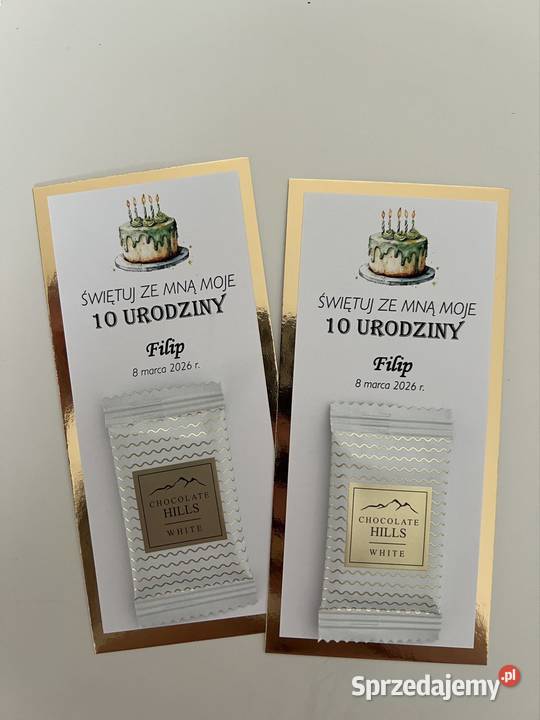 ŚWIĘTUJ ZE MNĄ MOJE
10 URODZINY
Filip
8 marca 2026 r.
CHOCOLATE
HILLS
WHITE
ŚWIĘTUJ ZE MNĄ MOJE
10 URODZINY
Filip
8 marca 2026 r.
CHOCOLATE
HILLS
WHITE
Sprzedajemy.pl